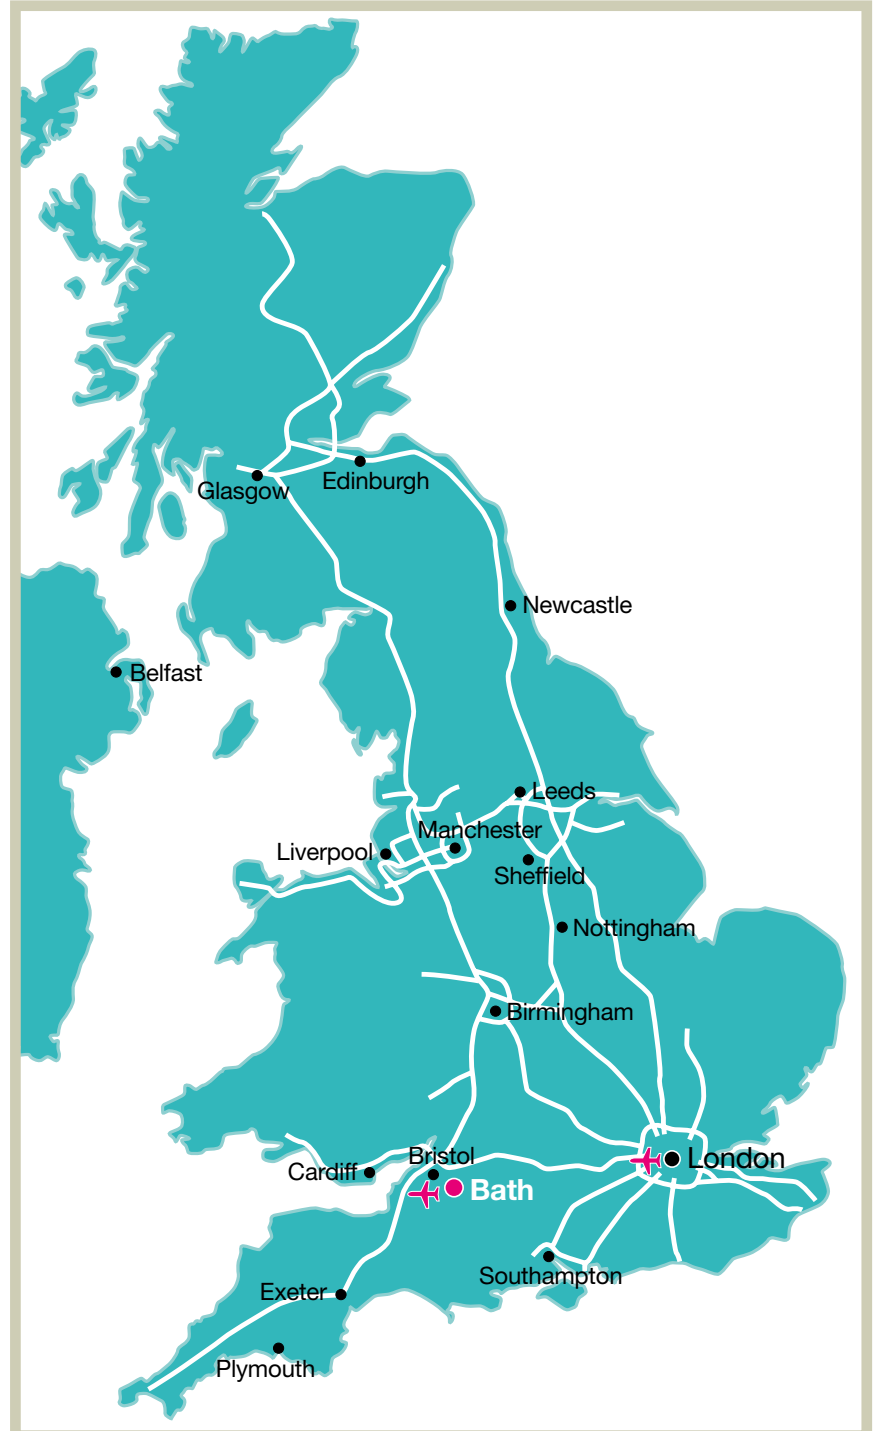 Glasgow
Edinburgh
Newcastle
Belfast
Leeds
Manchester
Liverpool
Sheffield
Nottingham
Birmingham
Bristol
London
Cardiff
Bath
Southampton
Exeter
Plymouth